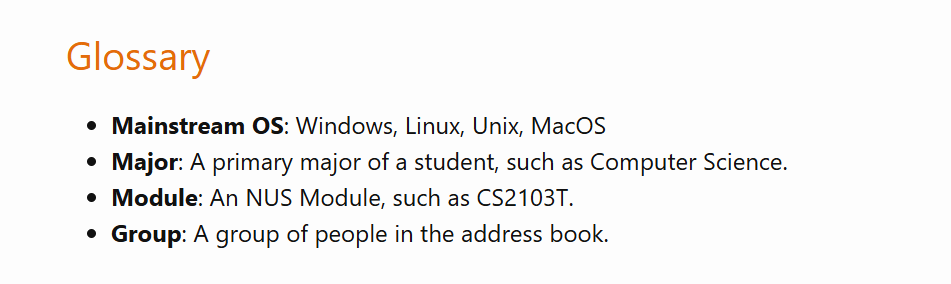 Glossary
• Mainstream OS: Windows, Linux, Unix, MacOS
• Major: A primary major of a student, such as Computer Science.
• Module: An NUS Module, such as CS2103T.
• Group: A group of people in the address book.